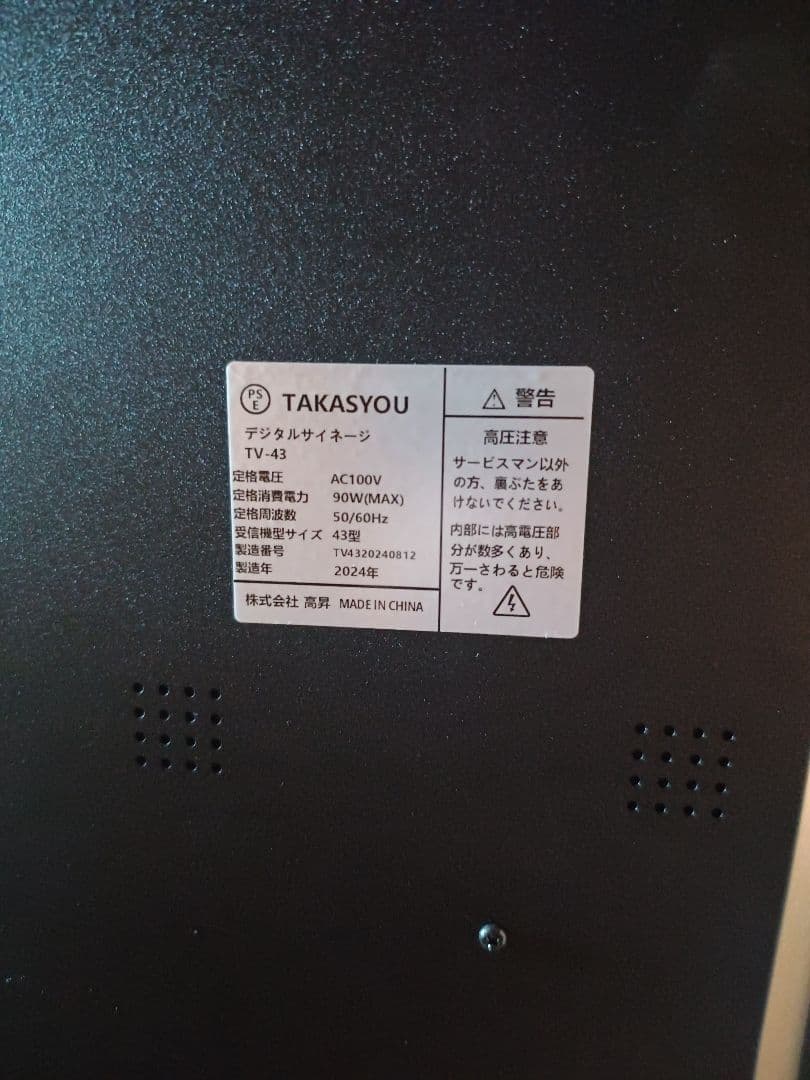 PSE TAKASYOU
デジタルサイネージ
TV-43
定格電圧 AC100V
定格消費電力 90W(MAX)
定格周波数 50/60Hz
受信機型サイズ 43型
製造番号 TV4320240812
製造年 2024年
株式会社 高昇 MADE IN CHINA
警告
高圧注意
サービスマン以外
の方、裏ぶたをあ
けないでください。
内部には高電圧部
分が数多くあり、
万一さわると危険
です。